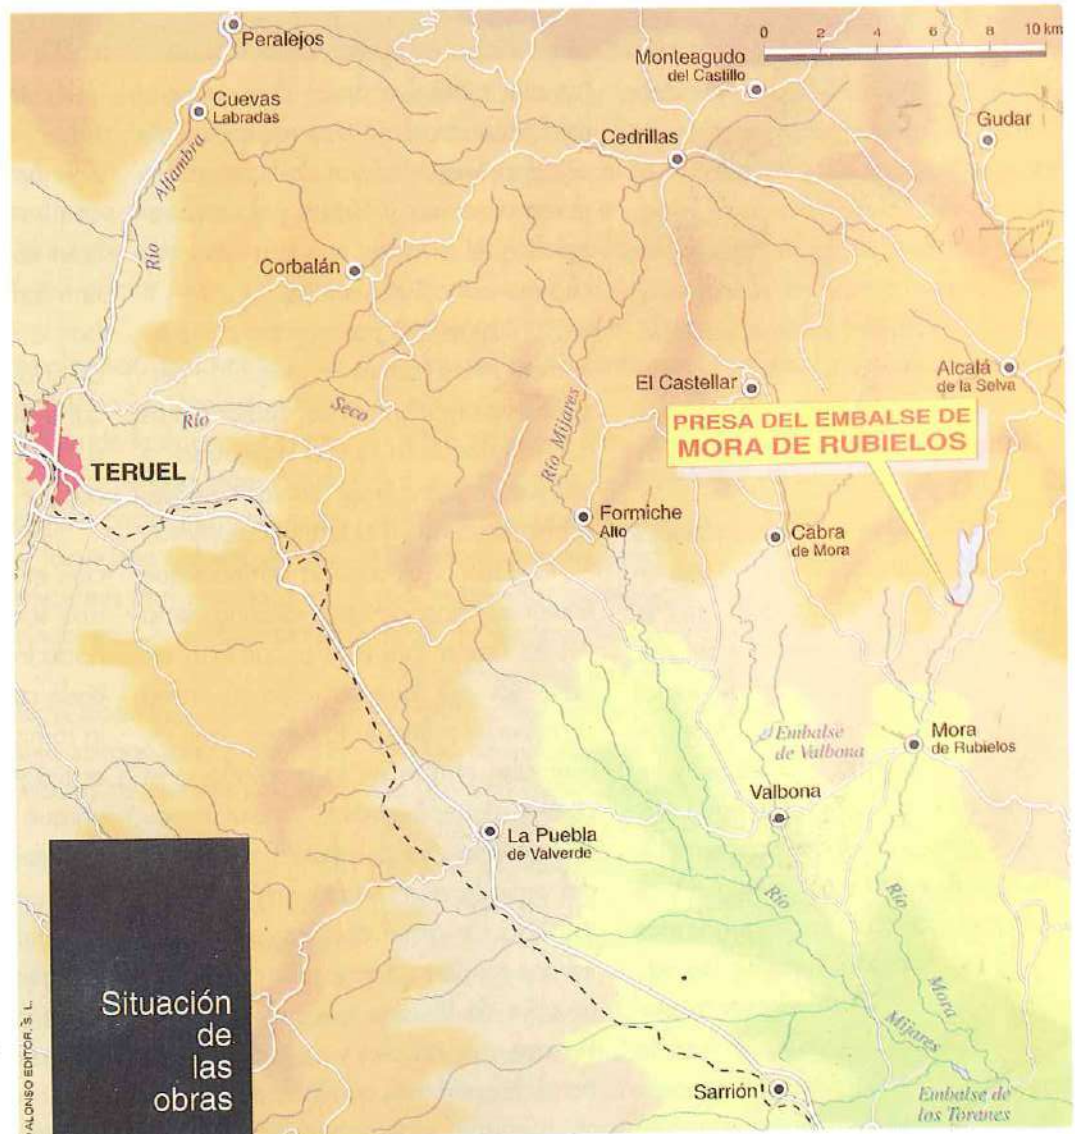 Peralejos
0 2 4 6 8 10 km
Monteagudo
del Castillo
Cuevas
Labradas
Gudar
Cedrillas
Río Alfambra
Corbalán
Alcalá
de la Selva
El Castellar
PRESA DEL EMBALSE DE
MORA DE RUBIELOS
Río Seco
Río Mijares
TERUEL
Formiche
Alto
Cabra
de Mora
Embalse
de Valbona
Mora
de Rubielos
Valbona
La Puebla
de Valverde
Río Mijares
Río Mora
Sarrión
Embalse de
los Toranes
Situación
de
las
obras
ALONSO EDITOR, S. L.